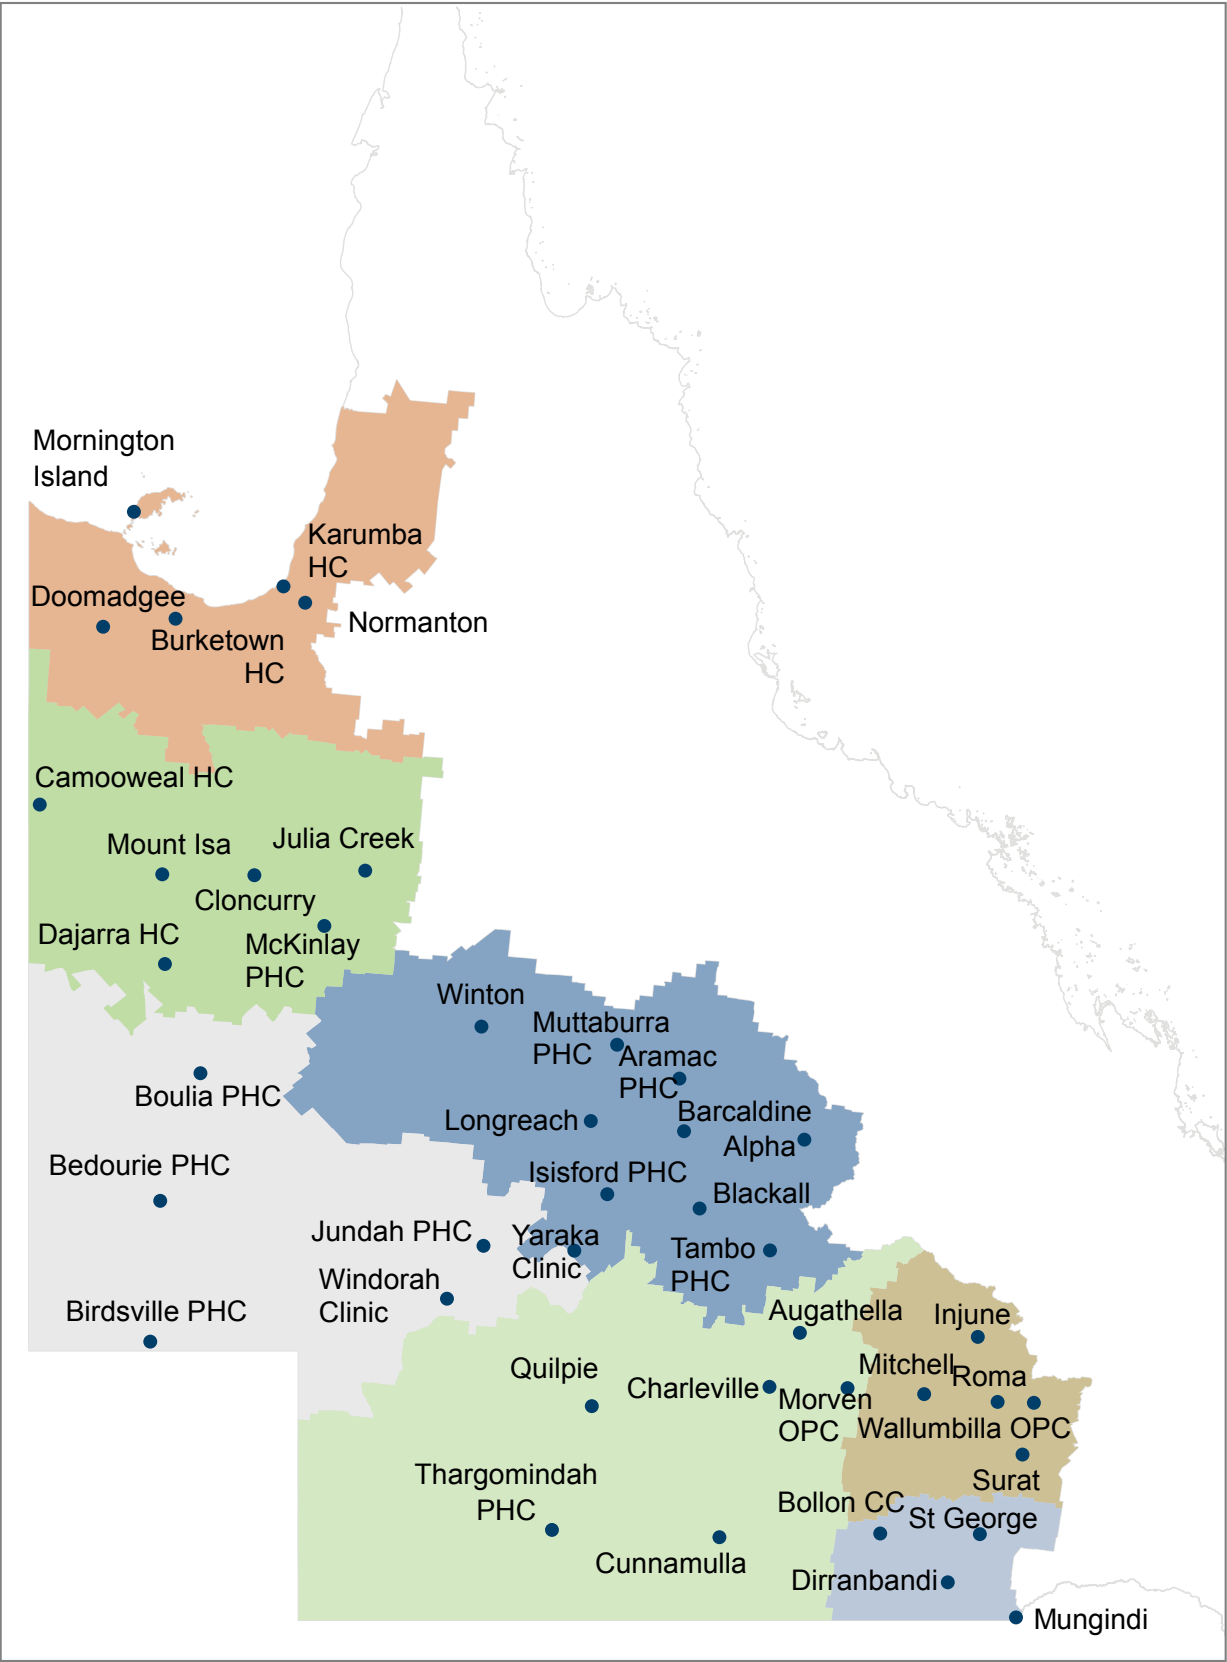 Mornington
Island
Karumba
HC
Doomadgee
Normanton
Burketown
HC
Camooweal HC
Mount Isa
Julia Creek
Cloncurry
Dajarra HC
McKinlay
PHC
Winton
Muttaburra
PHC
Aramac
PHC
Boulia PHC
Longreach
Barcaldine
Alpha
Bedourie PHC
Isisford PHC
Blackall
Jundah PHC
Yaraka
Clinic
Tambo
PHC
Windorah
Clinic
Birdsville PHC
Augathella
Injune
Quilpie
Mitchell
Roma
Charleville
Morven
OPC
Wallumbilla OPC
Thargomindah
PHC
Surat
Bollon CC
St George
Cunnamulla
Dirranbandi
Mungindi